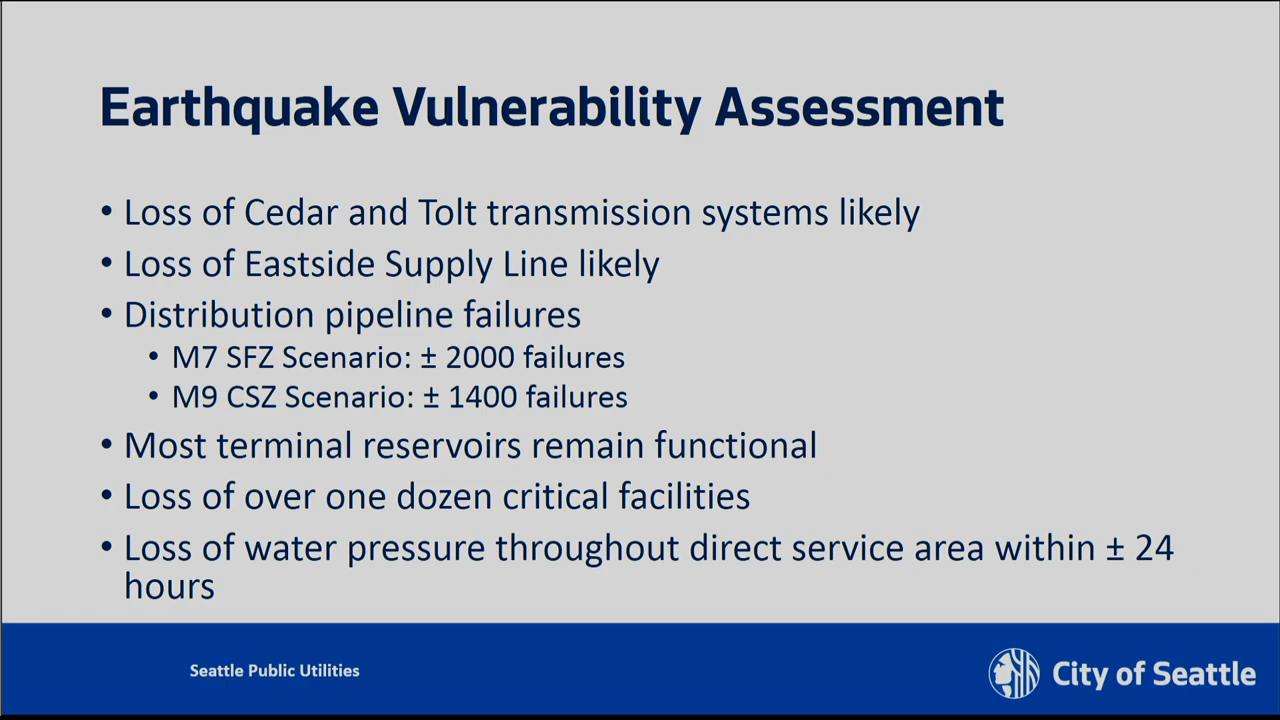 Earthquake Vulnerability Assessment
• Loss of Cedar and Tolt transmission systems likely
• Loss of Eastside Supply Line likely
• Distribution pipeline failures
• M7 SFZ Scenario: ± 2000 failures
• M9 CSZ Scenario: ± 1400 failures
• Most terminal reservoirs remain functional
• Loss of over one dozen critical facilities
• Loss of water pressure throughout direct service area within ± 24
hours
Seattle Public Utilities
City of Seattle